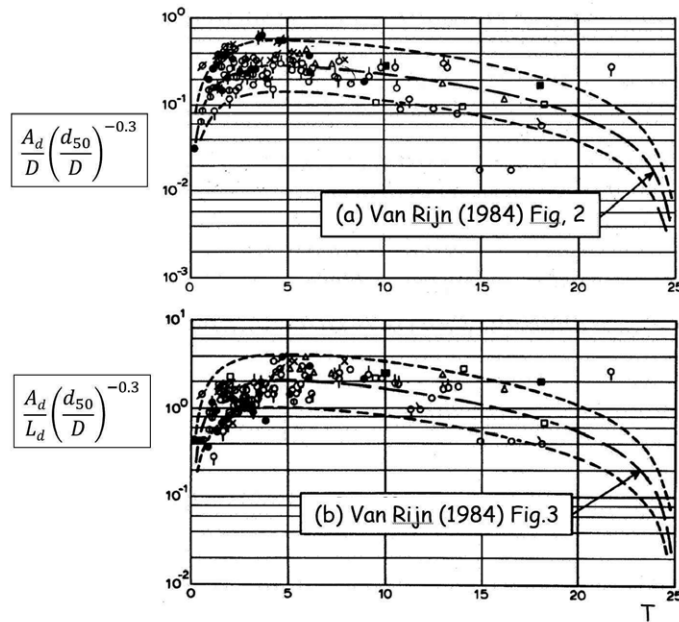 10⁰
10⁻¹
10⁻²
10⁻³
0 5 10 15 20 25
A_d/D (d₅₀/D)^−0.3
(a) Van Rijn (1984) Fig, 2
10¹
10⁰
10⁻¹
10⁻²
0 5 10 15 20 25
A_d/L_d (d₅₀/D)^−0.3
(b) Van Rijn (1984) Fig.3
T